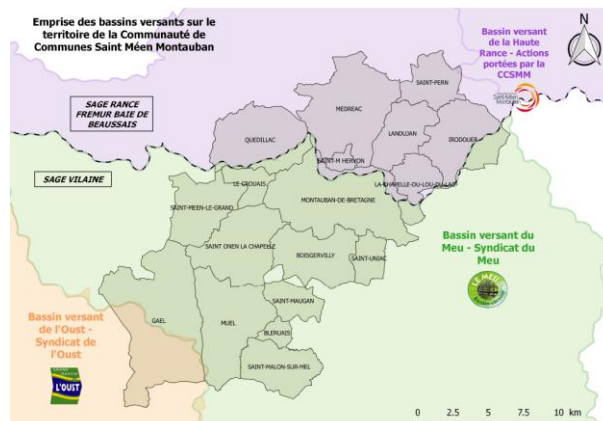 Emprise des bassins versants sur le
territoire de la Communauté de
Communes Saint Méen Montauban
Bassin versant
de la Haute
Rance - Actions
portées par la
CCSMM
N
SAINT-PERN
MEDREAC
SAGE RANCE
FREMUR BAIE DE
BEAUSSAIS
LANDUJAN
IRODOUER
QUEDILLAC
SAINT-M HERVON
SAGE VILAINE
LE CROUAIS
LA-CHAPELLE-DU-LOU-DU-LAC
MONTAUBAN-DE-BRETAGNE
SAINT-MEEN-LE-GRAND
SAINT ONEN LA CHAPELLE
BOISGERVILLY
SAINT-UNIAC
Bassin versant du
Meu - Syndicat du
Meu
LE MEU
SAINT-MAUGAN
GAEL
MUEL
BLERUAIS
Bassin versant
de l'Oust -
Syndicat de
l'Oust
L'OUST
SAINT-MALON-SUR-MEL
0 2.5 5 7.5 10 km